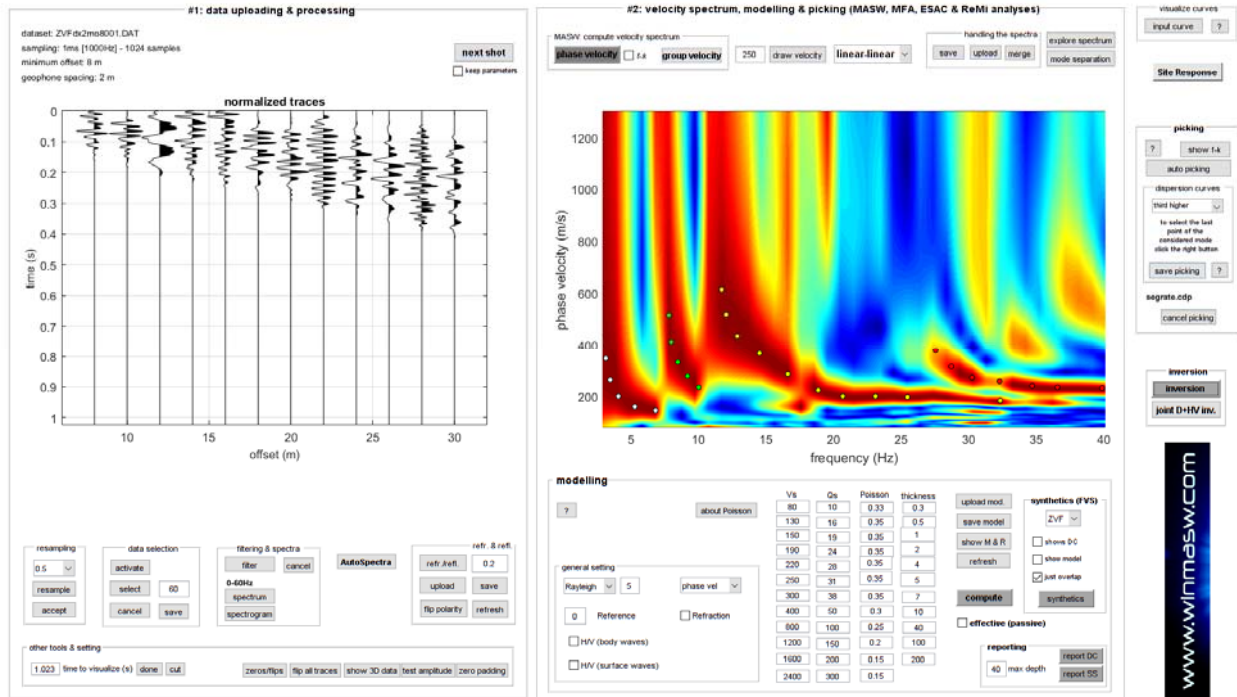 #1: data uploading & processing
dataset: ZVFdx2mo8001.DAT
sampling: 1ms [1000Hz] - 1024 samples
minimum offset: 8 m
geophone spacing: 2 m
next shot
keep parameters
normalized traces
0
0.1
0.2
0.3
0.4
0.5
0.6
0.7
0.8
0.9
1
time (s)
10 15 20 25 30
offset (m)
resampling
0.5
resample
accept
data selection
activate
select 60
cancel save
filtering & spectra
filter cancel
0-60Hz
spectrum
spectrogram
AutoSpectra
refr. & refl.
refr./refl. 0.2
upload save
flip polarity refresh
other tools & setting
1.023 time to visualize (s) done cut
zeros/flips flip all traces show 3D data test amplitude zero padding
#2: velocity spectrum, modelling & picking (MASW, MFA, ESAC & ReMi analyses)
MASW: compute velocity spectrum
phase velocity f-k group velocity
250 draw velocity linear-linear
handing the spectra
save upload merge
explore spectrum
mode separation
1200
1000
800
600
400
200
phase velocity (m/s)
5 10 15 20 25 30 35 40
frequency (Hz)
modelling
? about Poisson
general setting
Rayleigh 5 phase vel
0 Reference Refraction
H/V (body waves)
H/V (surface waves)
Vs Qs Poisson thickness
80 10 0.33 0.3
130 16 0.35 0.5
150 19 0.35 1
190 24 0.35 2
220 28 0.35 4
250 31 0.35 5
300 38 0.35 7
400 50 0.3 10
800 100 0.25 40
1200 150 0.2 100
1600 200 0.15 200
2400 300 0.15
upload mod.
save model
show M & R
refresh
compute
effective (passive)
synthetics (FVS)
ZVF
shows DC
show model
just overlap
synthetics
reporting
40 max depth
report DC
report SS
visualize curves
input curve ?
Site Response
picking
? show f-k
auto picking
dispersion curves
third higher
to select the last
point of the
considered mode
click the right button
save picking ?
segrate.cdp
cancel picking
inversion
inversion
joint D+HV inv.
www.winmasw.com